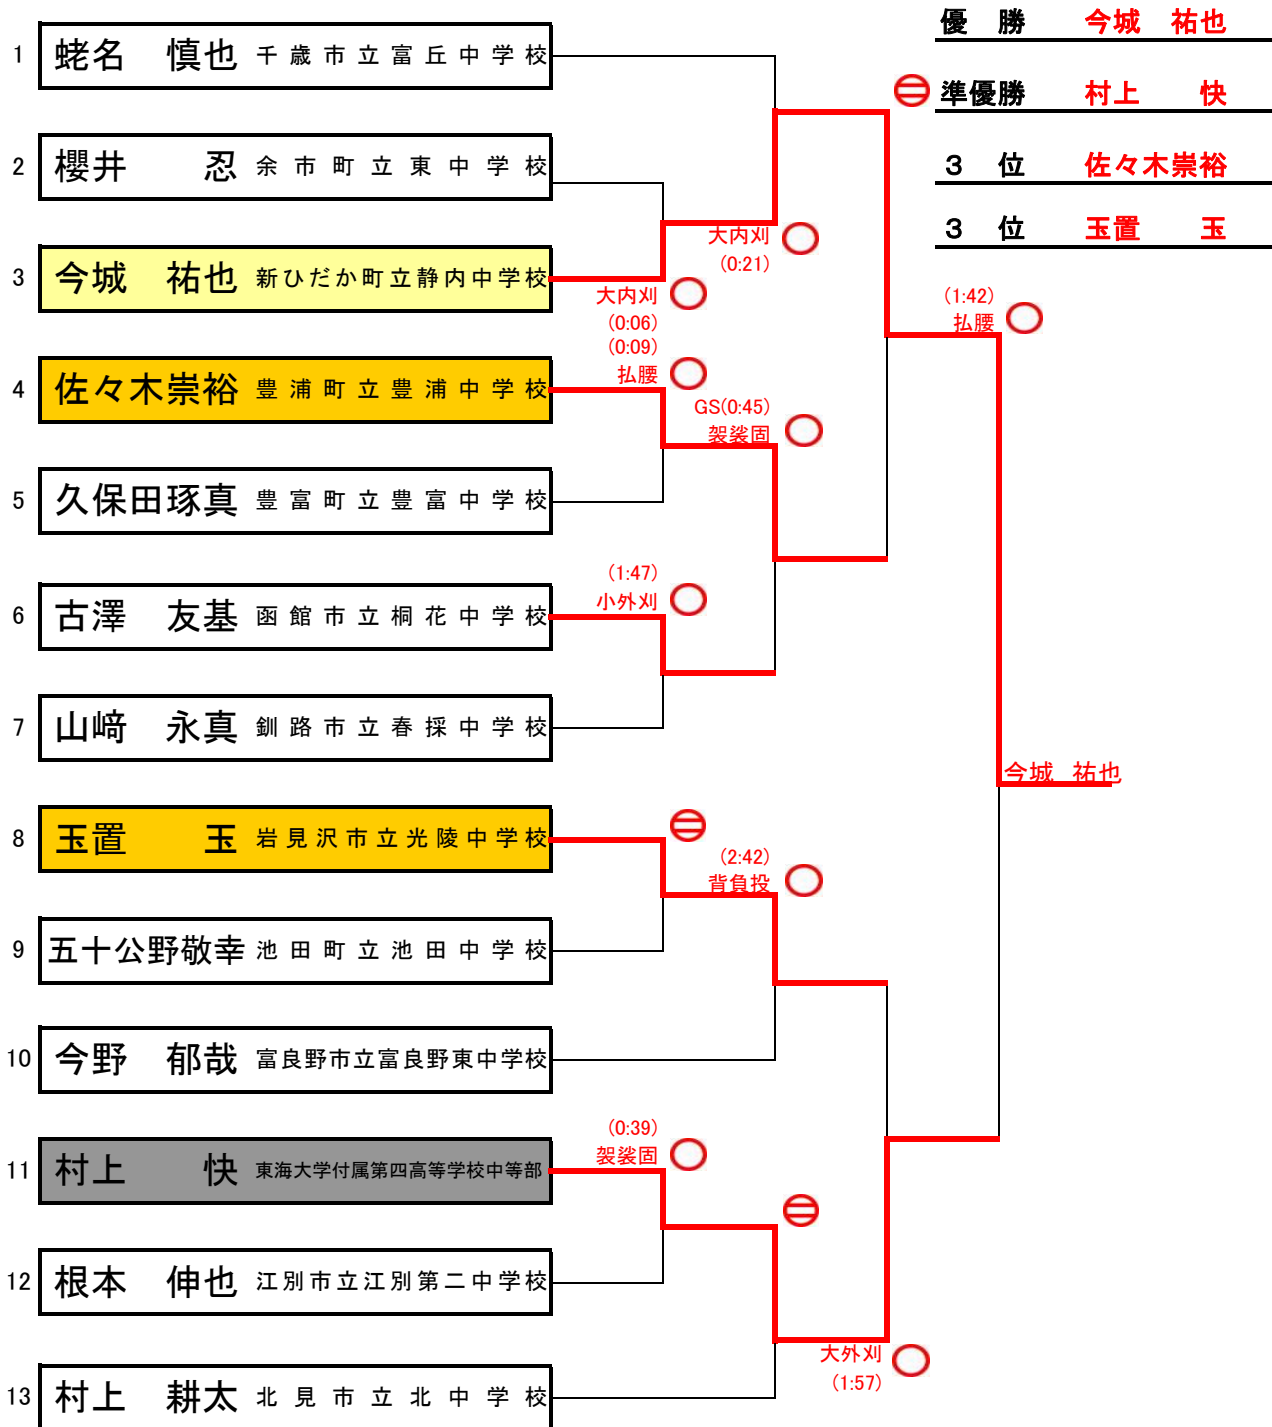 優　勝　今城　祐也
準優勝　村上　快
３　位　佐々木崇裕
３　位　玉置　玉
1 蛯名　慎也 千歳市立富丘中学校
2 櫻井　忍 余市町立東中学校
3 今城　祐也 新ひだか町立静内中学校
4 佐々木崇裕 豊浦町立豊浦中学校
5 久保田琢真 豊富町立豊富中学校
6 古澤　友基 函館市立桐花中学校
7 山﨑　永真 釧路市立春採中学校
8 玉置　玉 岩見沢市立光陵中学校
9 五十公野敬幸 池田町立池田中学校
10 今野　郁哉 富良野市立富良野東中学校
11 村上　快 東海大学付属第四高等学校中等部
12 根本　伸也 江別市立江別第二中学校
13 村上　耕太 北見市立北中学校
大内刈
(0:06)
(0:09)
払腰
(1:47)
小外刈
(0:39)
袈裟固
大内刈
(0:21)
GS(0:45)
袈裟固
(2:42)
背負投
大外刈
(1:57)
(1:42)
払腰
今城　祐也